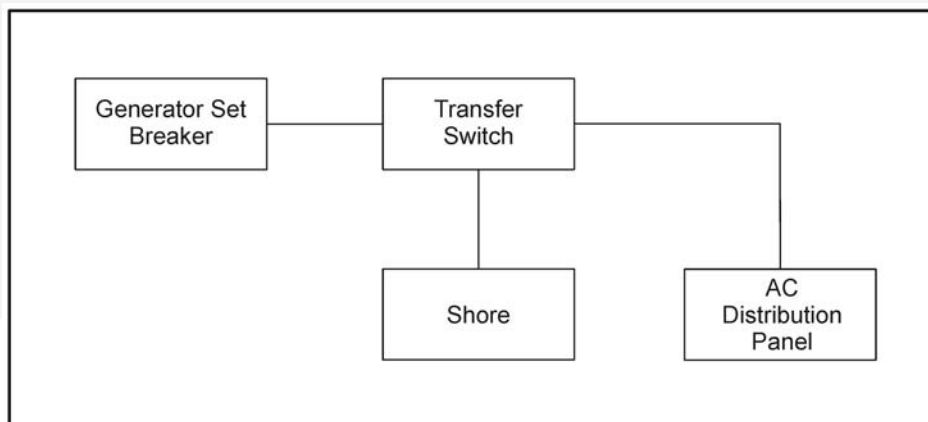 Generator Set
Breaker
Transfer
Switch
Shore
AC
Distribution
Panel